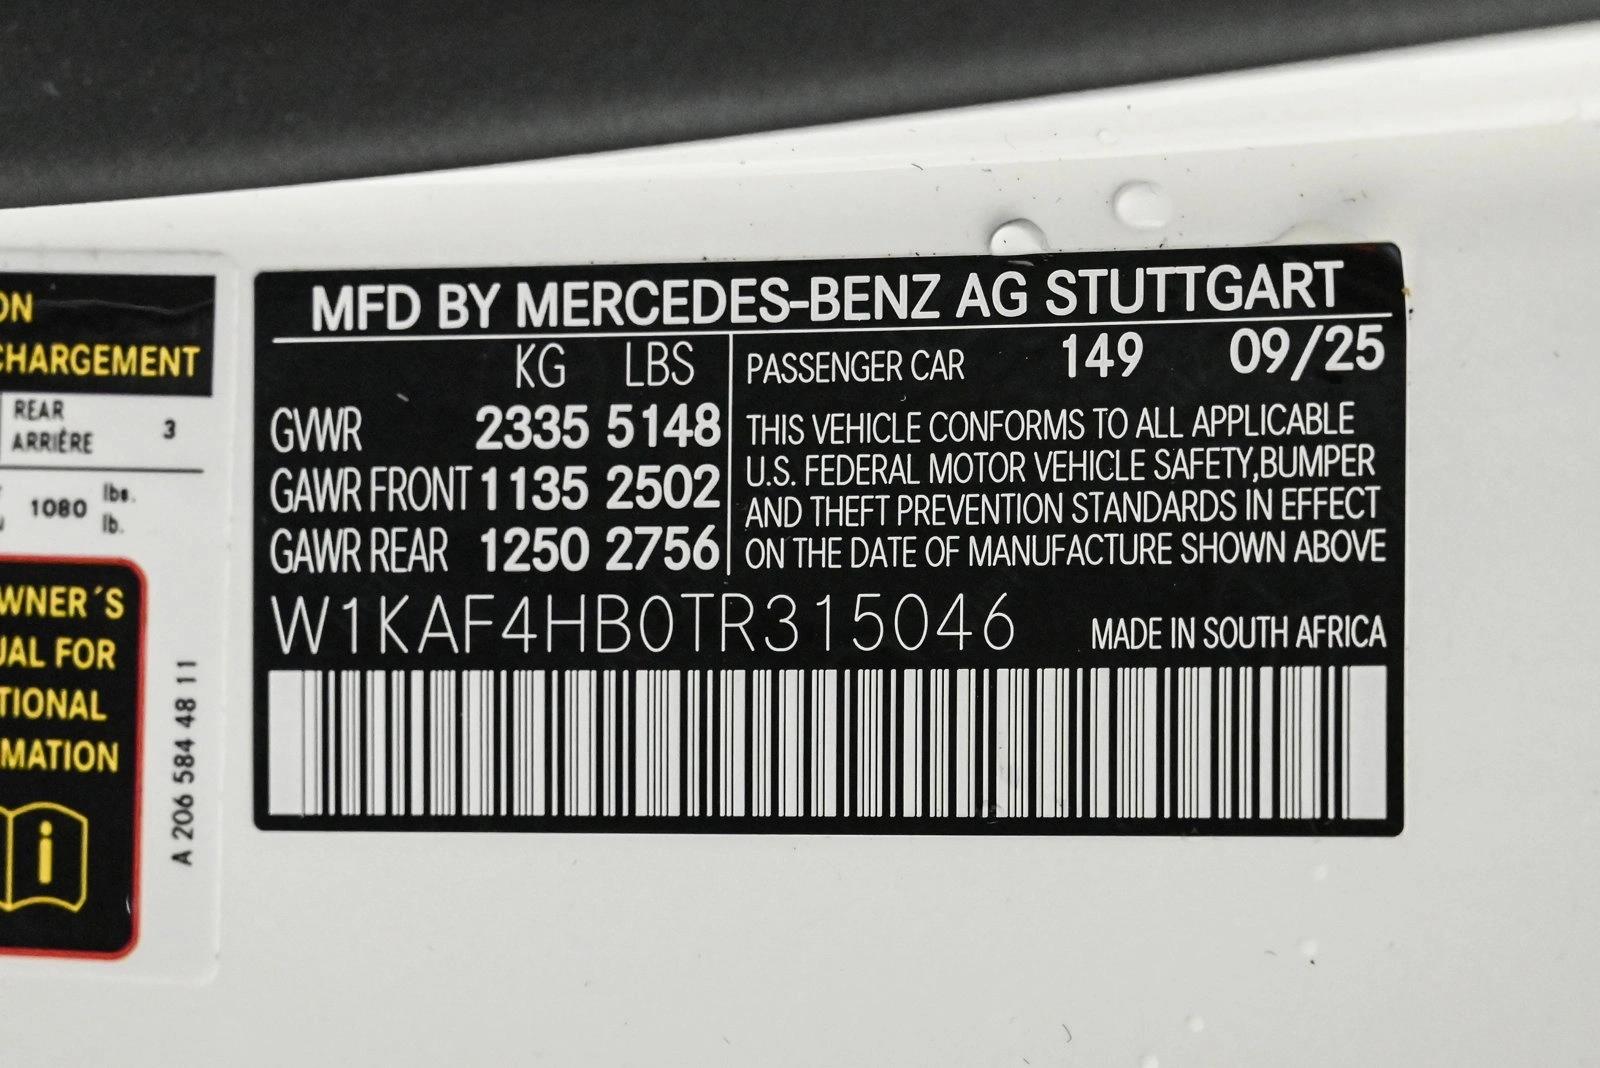 ON
CHARGEMENT
REAR
ARRIÈRE 3
1080 lbs.
lb.
WNER´S
UAL FOR
TIONAL
MATION
i
A 206 584 48 11
MFD BY MERCEDES-BENZ AG STUTTGART
KG LBS
GVWR 2335 5148
GAWR FRONT 1135 2502
GAWR REAR 1250 2756
PASSENGER CAR 149 09/25
THIS VEHICLE CONFORMS TO ALL APPLICABLE
U.S. FEDERAL MOTOR VEHICLE SAFETY,BUMPER
AND THEFT PREVENTION STANDARDS IN EFFECT
ON THE DATE OF MANUFACTURE SHOWN ABOVE
W1KAF4HB0TR315046
MADE IN SOUTH AFRICA